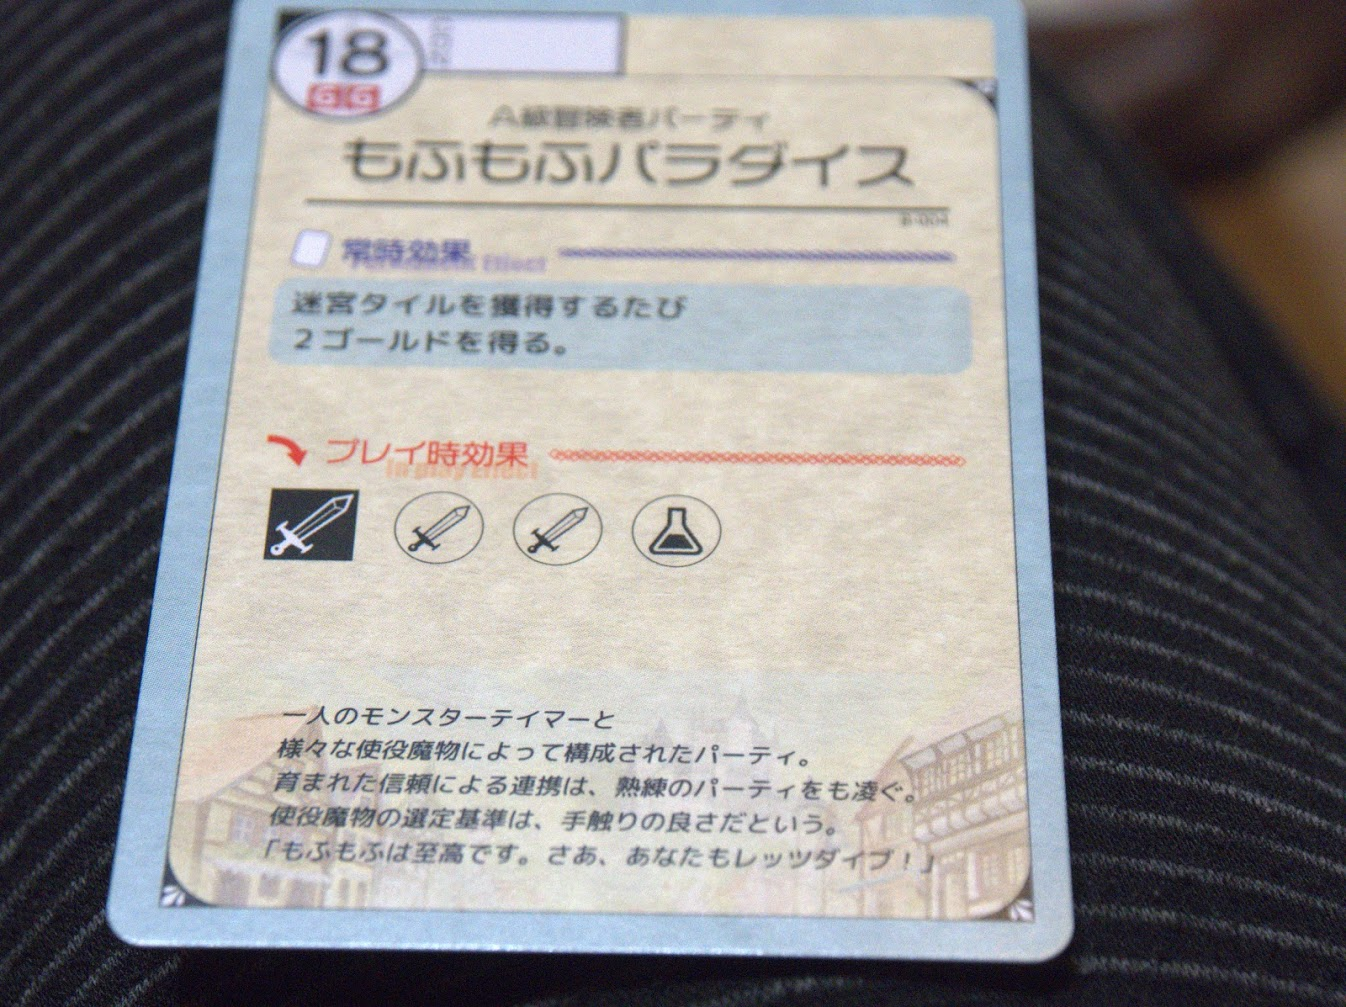 18
GG
A級冒険者パーティ
もふもふパラダイス
常時効果
Permanent Effect
迷宮タイルを獲得するたび
2ゴールドを得る。
プレイ時効果
In-play Effect
一人のモンスターテイマーと
様々な使役魔物によって構成されたパーティ。
育まれた信頼による連携は、熟練のパーティをも凌ぐ。
使役魔物の選定基準は、手触りの良さだという。
「もふもふは至高です。さあ、あなたもレッツダイブ！」